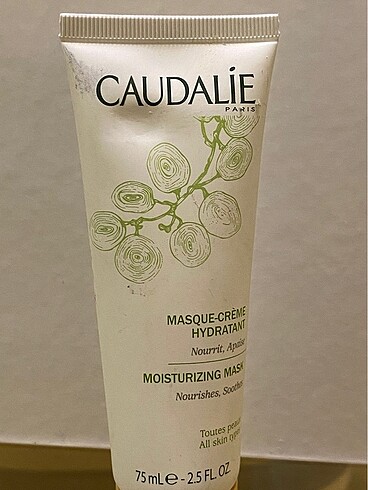 CAUDALÍE
PARIS
MASQUE-CRÈME
HYDRATANT
Nourrit, Apaise
MOISTURIZING MASK
Nourishes, Soothes
Toutes peaux
All skin types
75 mL e - 2.5 FL. OZ